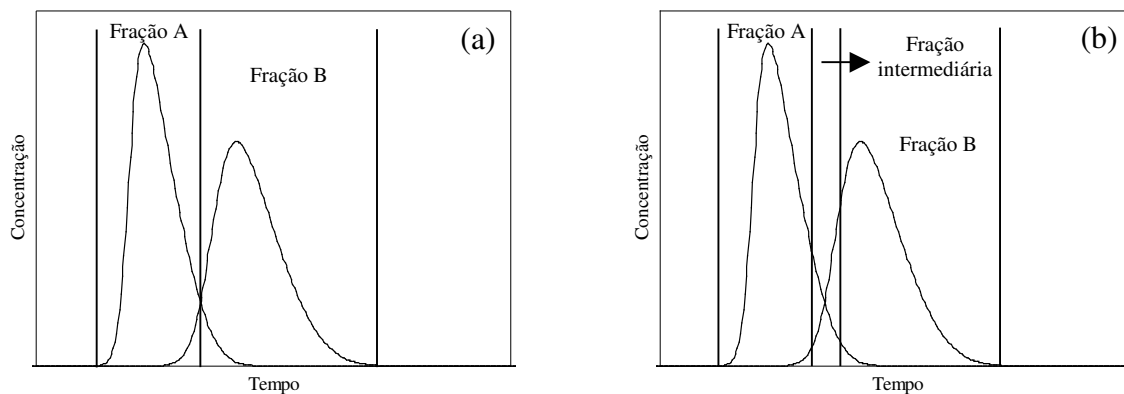 Fração A
(a)
Fração B
Concentração
Tempo
Fração A
(b)
Fração
intermediária
Fração B
Concentração
Tempo